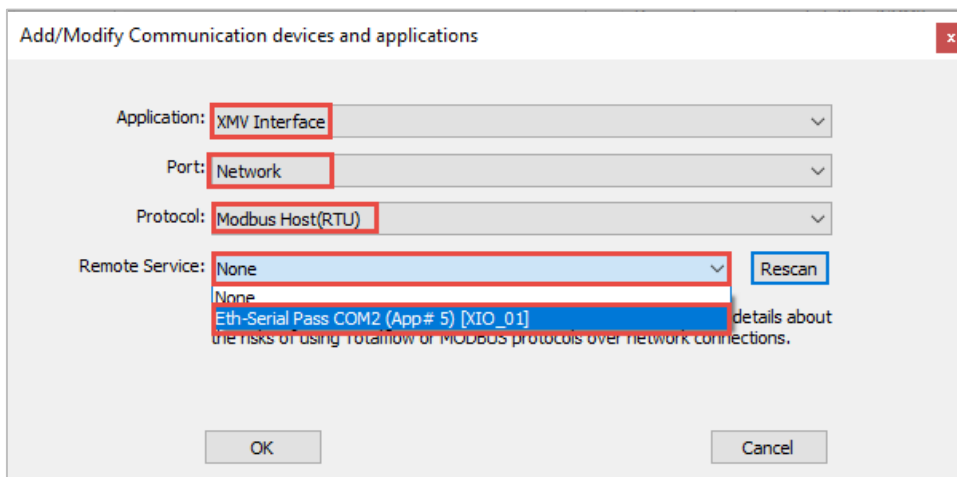 Add/Modify Communication devices and applications
x
Application: XMV Interface
Port: Network
Protocol: Modbus Host(RTU)
Remote Service: None Rescan
None
Eth-Serial Pass COM2 (App# 5) [XIO_01] details about
the risks of using Totalflow or MODBUS protocols over network connections.
OK Cancel